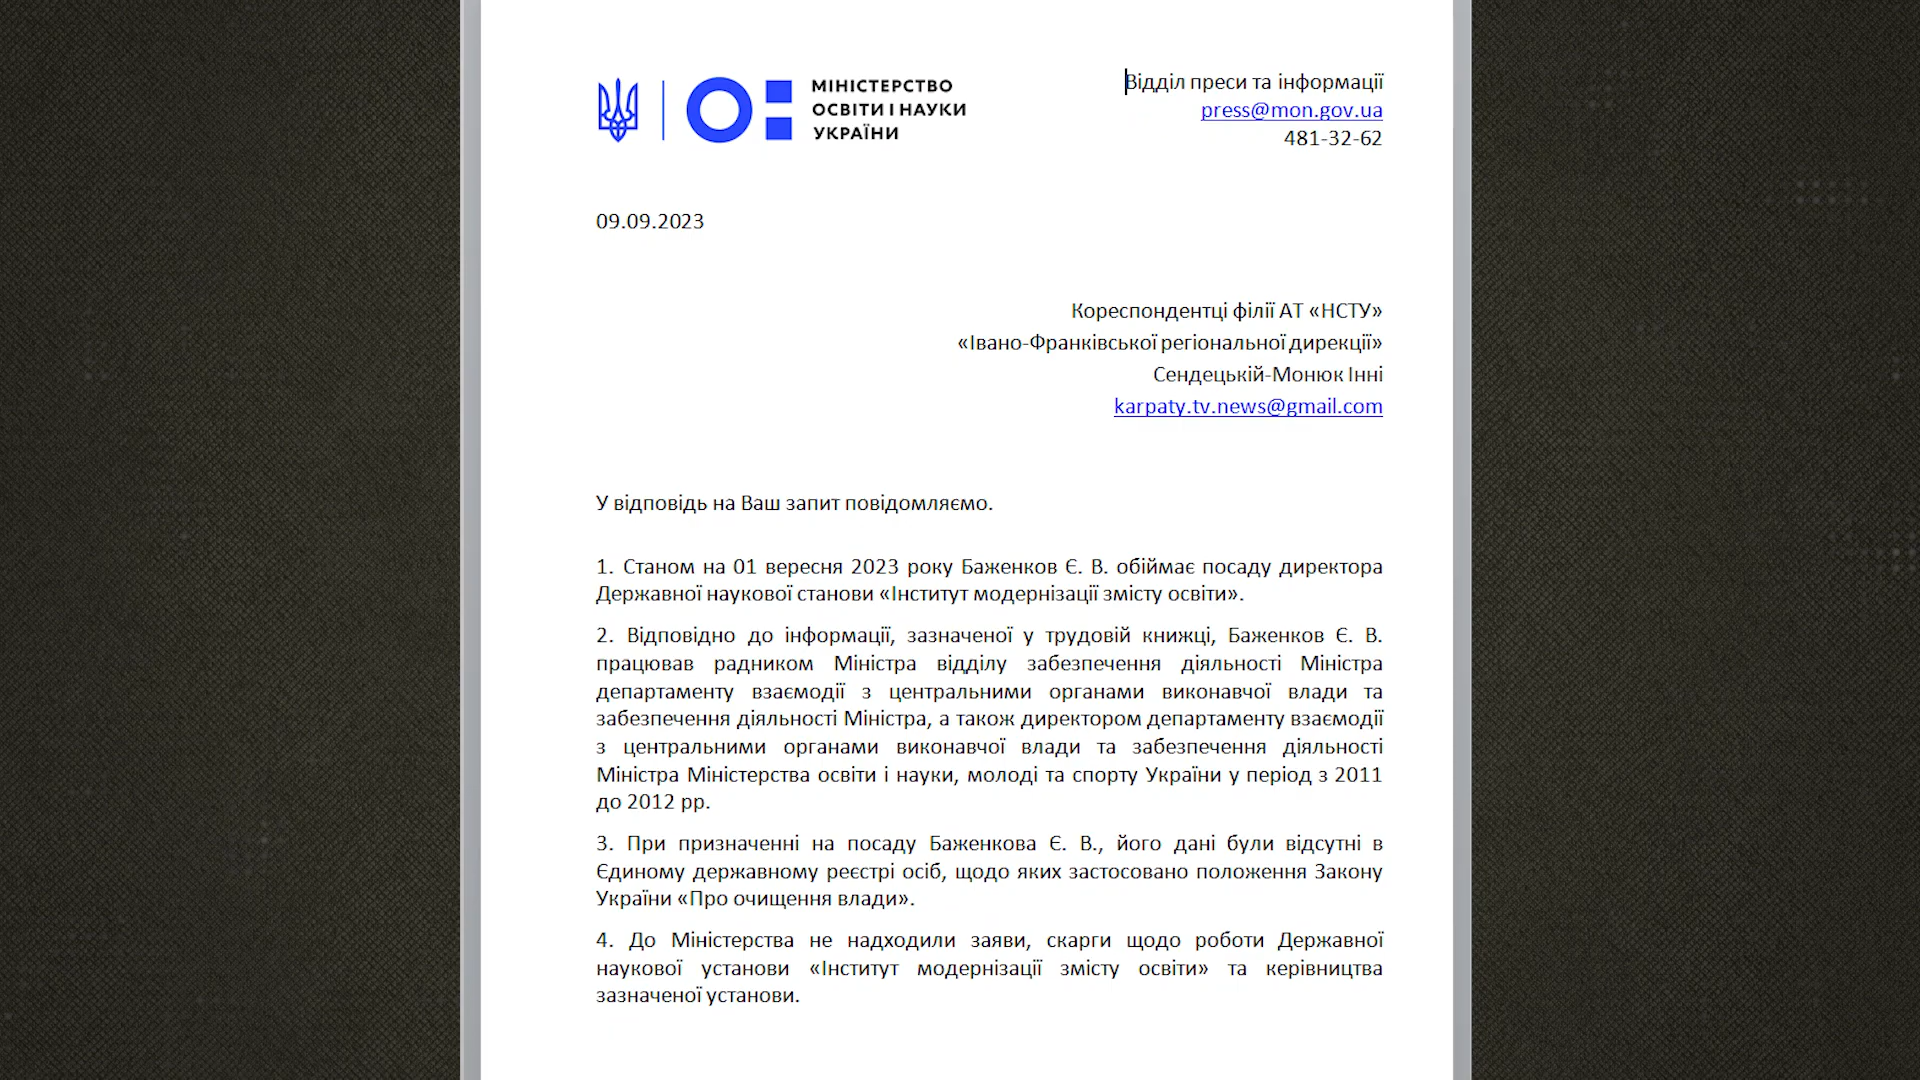 МІНІСТЕРСТВО
ОСВІТИ І НАУКИ
УКРАЇНИ
Відділ преси та інформації
press@mon.gov.ua
481-32-62
09.09.2023
Кореспондентці філії АТ «НСТУ»
«Івано-Франківської регіональної дирекції»
Сендецькій-Монюк Інні
karpaty.tv.news@gmail.com
У відповідь на Ваш запит повідомляємо.
1. Станом на 01 вересня 2023 року Баженков Є. В. обіймає посаду директора
Державної наукової станови «Інститут модернізації змісту освіти».
2. Відповідно до інформації, зазначеної у трудовій книжці, Баженков Є. В.
працював радником Міністра відділу забезпечення діяльності Міністра
департаменту взаємодії з центральними органами виконавчої влади та
забезпечення діяльності Міністра, а також директором департаменту взаємодії
з центральними органами виконавчої влади та забезпечення діяльності
Міністра Міністерства освіти і науки, молоді та спорту України у період з 2011
до 2012 рр.
3. При призначенні на посаду Баженкова Є. В., його дані були відсутні в
Єдиному державному реєстрі осіб, щодо яких застосовано положення Закону
України «Про очищення влади».
4. До Міністерства не надходили заяви, скарги щодо роботи Державної
наукової установи «Інститут модернізації змісту освіти» та керівництва
зазначеної установи.